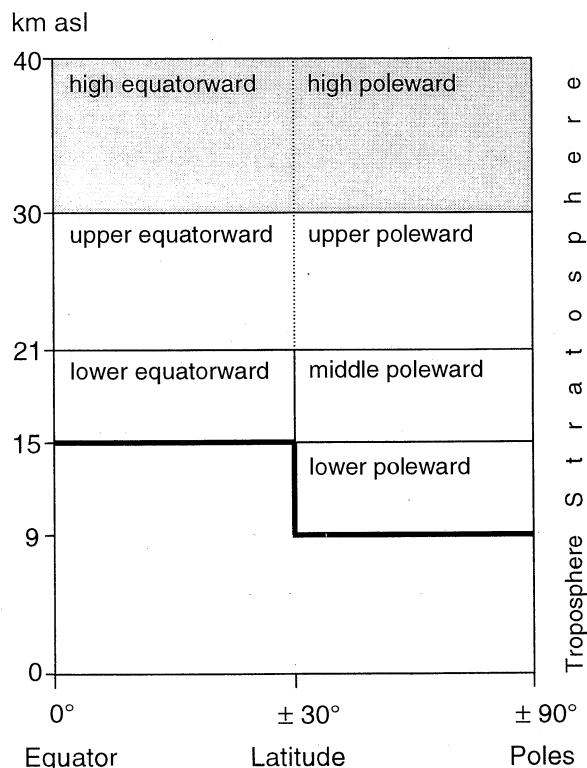 km asl
40
high equatorward
high poleward
30
upper equatorward
upper poleward
21
lower equatorward
middle poleward
15
lower poleward
9
0
0°
± 30°
± 90°
Equator
Latitude
Poles
Stratosphere
Troposphere